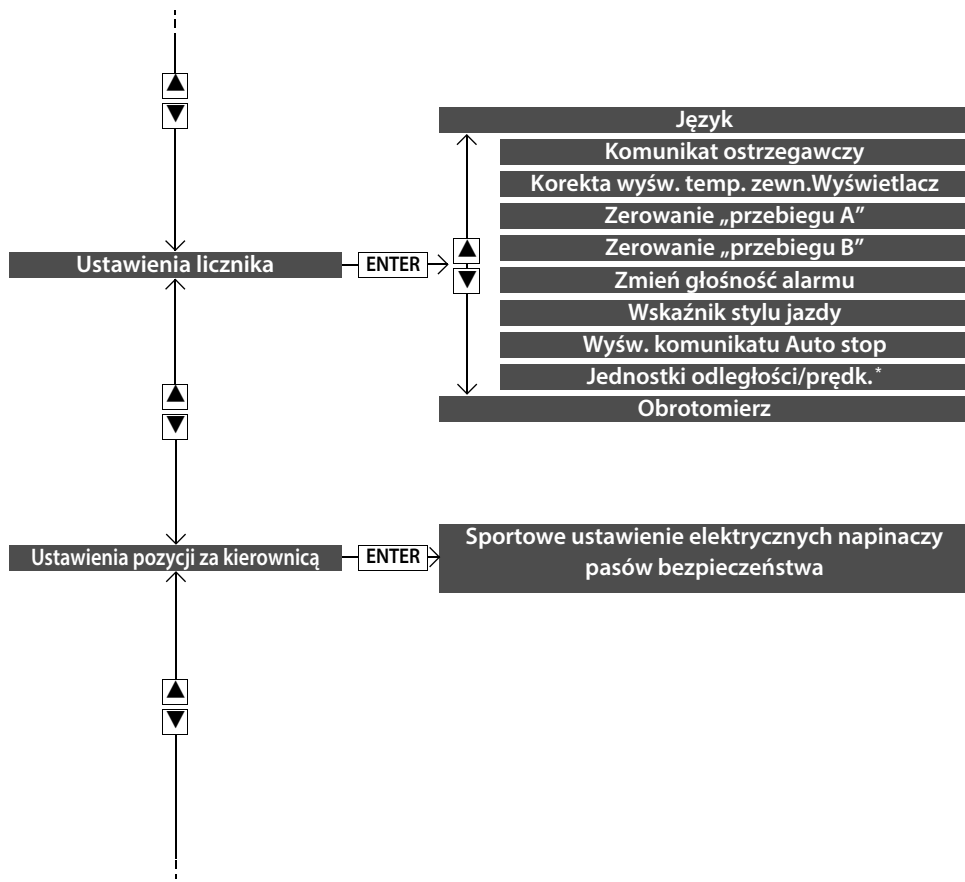 ▲
▼
Ustawienia licznika
ENTER
▲
▼
Język
Komunikat ostrzegawczy
Korekta wyśw. temp. zewn.Wyświetlacz
Zerowanie „przebiegu A”
Zerowanie „przebiegu B”
Zmień głośność alarmu
Wskaźnik stylu jazdy
Wyśw. komunikatu Auto stop
Jednostki odległości/prędk.*
Obrotomierz
▲
▼
Ustawienia pozycji za kierownicą
ENTER
Sportowe ustawienie elektrycznych napinaczy
pasów bezpieczeństwa
▲
▼